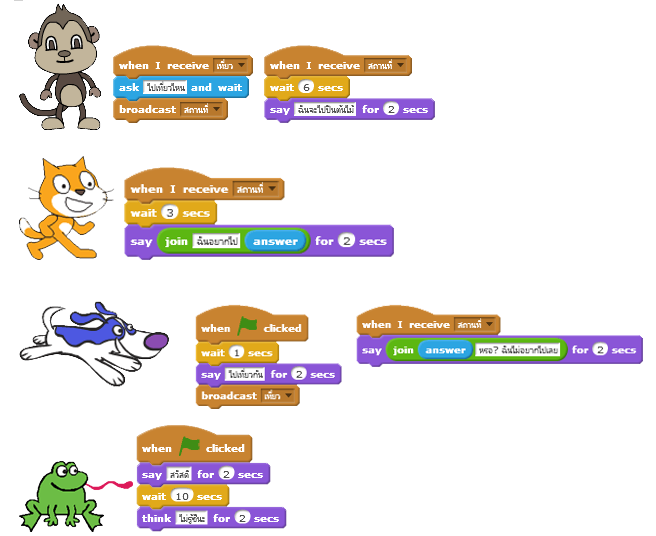 when I receive เที่ยว
ask ไปเที่ยวไหน and wait
broadcast สถานที่
when I receive สถานที่
wait 6 secs
say ฉันจะไปปีนต้นไม้ for 2 secs
when I receive สถานที่
wait 3 secs
say join ฉันอยากไป answer for 2 secs
when clicked
wait 1 secs
say ไปเที่ยวกัน for 2 secs
broadcast เที่ยว
when I receive สถานที่
say join answer หรอ? ฉันไม่อยากไปเลย for 2 secs
when clicked
say สวัสดี for 2 secs
wait 10 secs
think ไม่รู้ซินะ for 2 secs